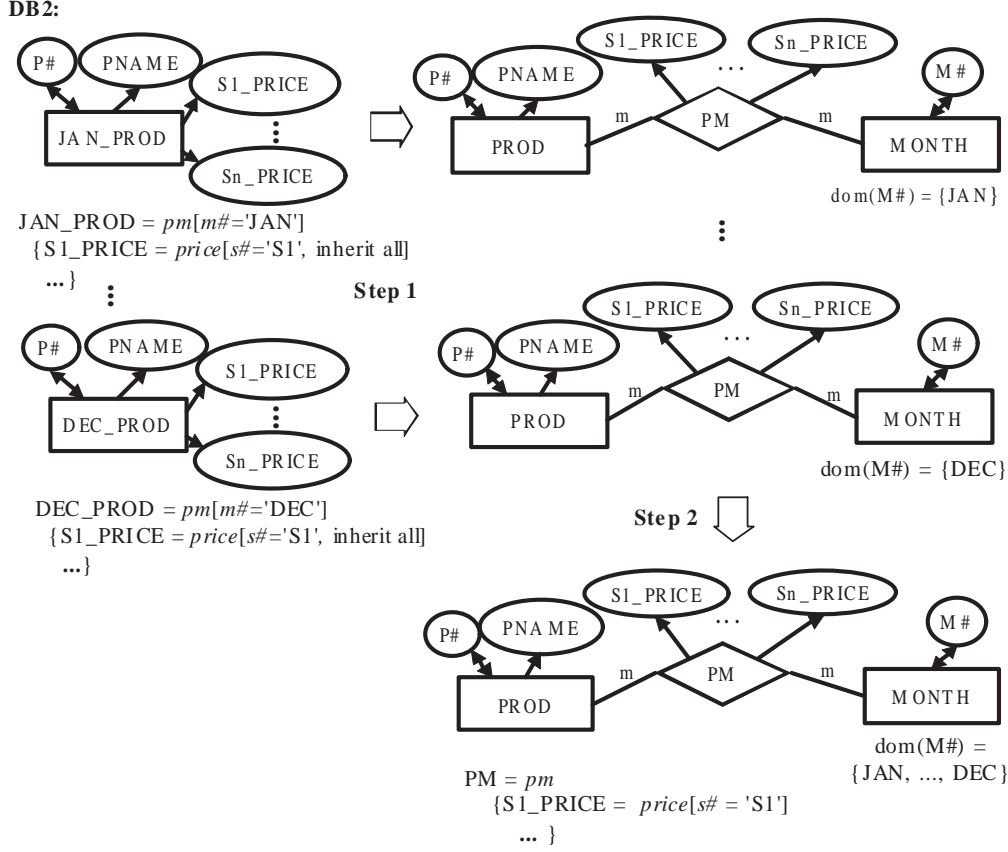 DB2:
P# PNAME S1_PRICE
JAN_PROD
Sn_PRICE
JAN_PROD = pm[m#='JAN']
{S1_PRICE = price[s#='S1', inherit all]
... }
P# PNAME S1_PRICE ... Sn_PRICE M#
PROD m PM m MONTH
dom(M#) = {JAN}
Step 1
P# PNAME S1_PRICE
DEC_PROD
Sn_PRICE
DEC_PROD = pm[m#='DEC']
{S1_PRICE = price[s#='S1', inherit all]
...}
P# PNAME S1_PRICE ... Sn_PRICE M#
PROD m PM m MONTH
dom(M#) = {DEC}
Step 2
P# PNAME S1_PRICE ... Sn_PRICE M#
PROD m PM m MONTH
dom(M#) =
{JAN, ..., DEC}
PM = pm
{S1_PRICE = price[s# = 'S1']
... }